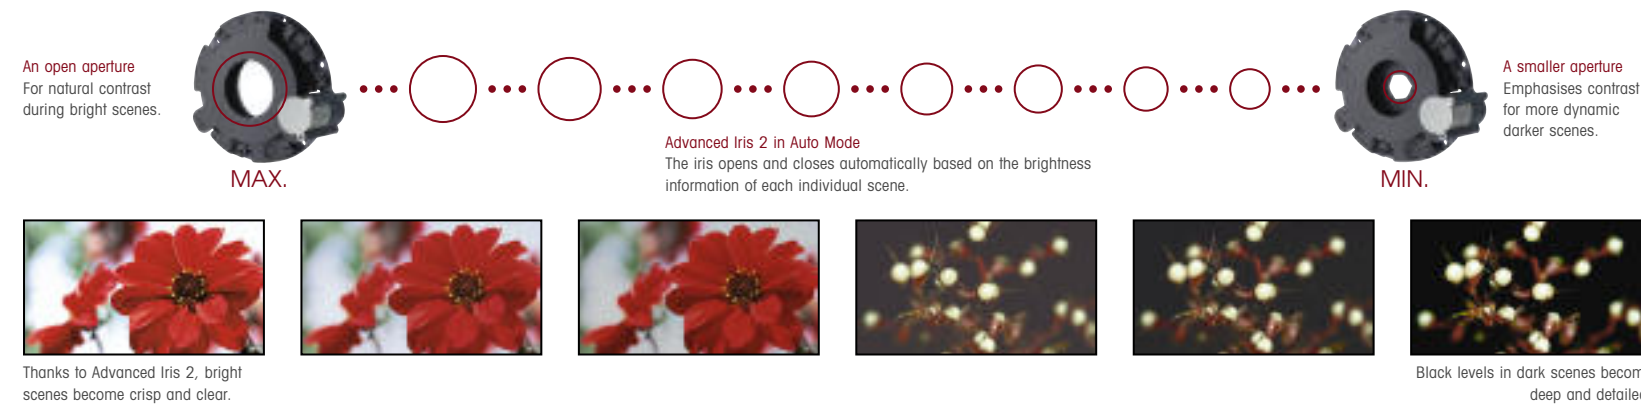 An open aperture
For natural contrast
during bright scenes.
MAX.
Advanced Iris 2 in Auto Mode
The iris opens and closes automatically based on the brightness
information of each individual scene.
A smaller aperture
Emphasises contrast
for more dynamic
darker scenes.
MIN.
Thanks to Advanced Iris 2, bright
scenes become crisp and clear.
Black levels in dark scenes becom
deep and detailed